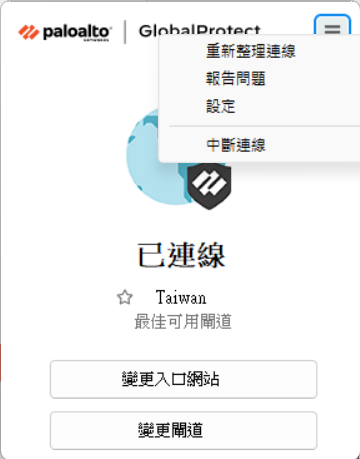 paloalto | GlobalProtect
NETWORKS
重新整理連線
報告問題
設定
中斷連線
已連線
Taiwan
最佳可用閘道
變更入口網站
變更閘道